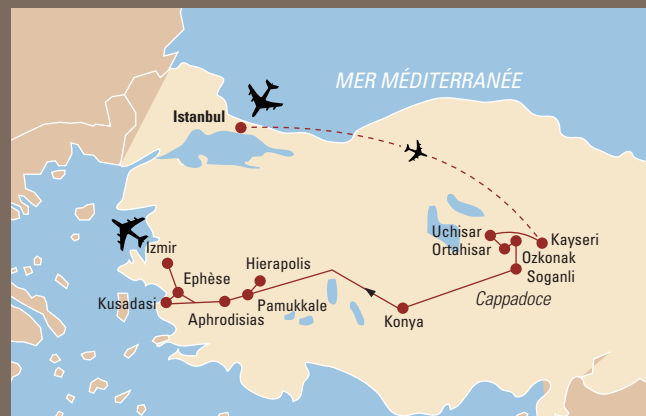 MER MÉDITERRANÉE
Istanbul
Uchisar
Kayseri
Ortahisar
Ozkonak
Izmir
Hierapolis
Soganli
Ephèse
Cappadoce
Kusadasi
Pamukkale
Aphrodisias
Konya